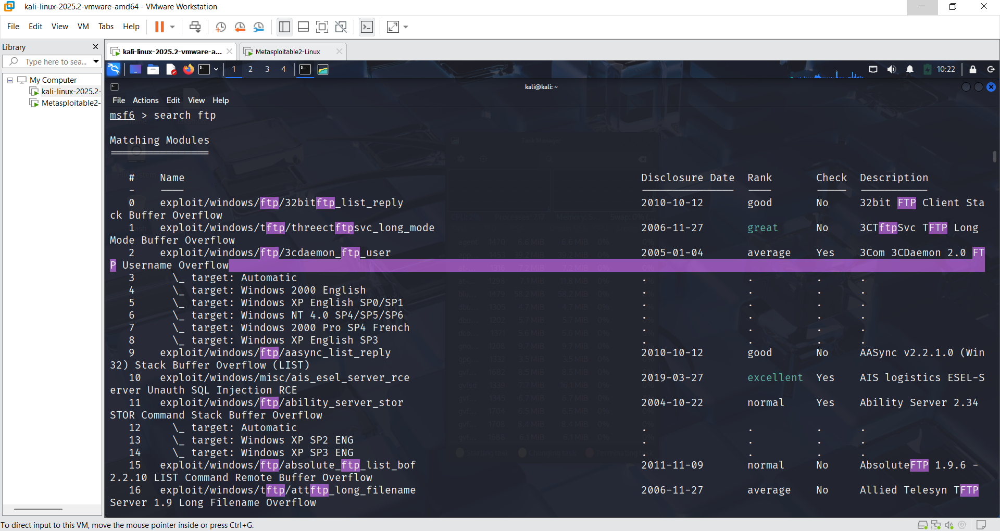 kali-linux-2025.2-vmware-amd64 - VMware Workstation
File Edit View VM Tabs Help
Library
Type here to sea...
My Computer
kali-linux-2025.2-
Metasploitable2-
kali-linux-2025.2-vmware-a...
Metasploitable2-Linux
1 2 3 4
10:22
kali@kali: ~
File Actions Edit View Help
msf6 > search ftp
Matching Modules
================
# Name Disclosure Date Rank Check Description
- ---- --------------- ---- ----- -----------
0 exploit/windows/ftp/32bitftp_list_reply 2010-10-12 good No 32bit FTP Client Sta
ck Buffer Overflow
1 exploit/windows/tftp/threectftpsvc_long_mode 2006-11-27 great No 3CTftpSvc TFTP Long
Mode Buffer Overflow
2 exploit/windows/ftp/3cdaemon_ftp_user 2005-01-04 average Yes 3Com 3CDaemon 2.0 FT
P Username Overflow
3 \_ target: Automatic . . . .
4 \_ target: Windows 2000 English . . . .
5 \_ target: Windows XP English SP0/SP1 . . . .
6 \_ target: Windows NT 4.0 SP4/SP5/SP6 . . . .
7 \_ target: Windows 2000 Pro SP4 French . . . .
8 \_ target: Windows XP English SP3 . . . .
9 exploit/windows/ftp/aasync_list_reply 2010-10-12 good No AASync v2.2.1.0 (Win
32) Stack Buffer Overflow (LIST)
10 exploit/windows/misc/ais_esel_server_rce 2019-03-27 excellent Yes AIS logistics ESEL-S
erver Unauth SQL Injection RCE
11 exploit/windows/ftp/ability_server_stor 2004-10-22 normal Yes Ability Server 2.34
STOR Command Stack Buffer Overflow
12 \_ target: Automatic . . . .
13 \_ target: Windows XP SP2 ENG . . . .
14 \_ target: Windows XP SP3 ENG . . . .
15 exploit/windows/ftp/absolute_ftp_list_bof 2011-11-09 normal No AbsoluteFTP 1.9.6 -
2.2.10 LIST Command Remote Buffer Overflow
16 exploit/windows/tftp/attftp_long_filename 2006-11-27 average No Allied Telesyn TFTP
Server 1.9 Long Filename Overflow
To direct input to this VM, move the mouse pointer inside or press Ctrl+G.